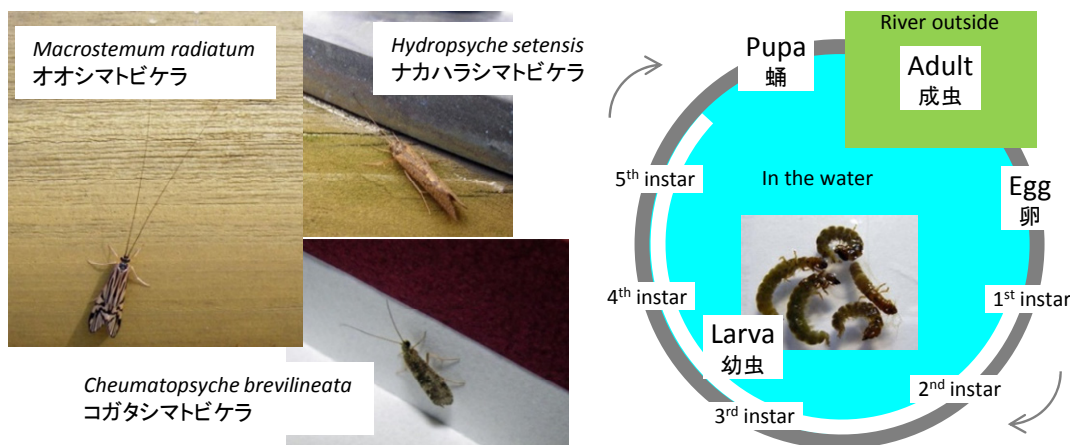 Macrostemum radiatum
オオシマトビケラ
Hydropsyche setensis
ナカハラシマトビケラ
Cheumatopsyche brevilineata
コガタシマトビケラ
River outside
Adult
成虫
Pupa
蛹
5th instar
In the water
Egg
卵
4th instar
1st instar
Larva
幼虫
2nd instar
3rd instar